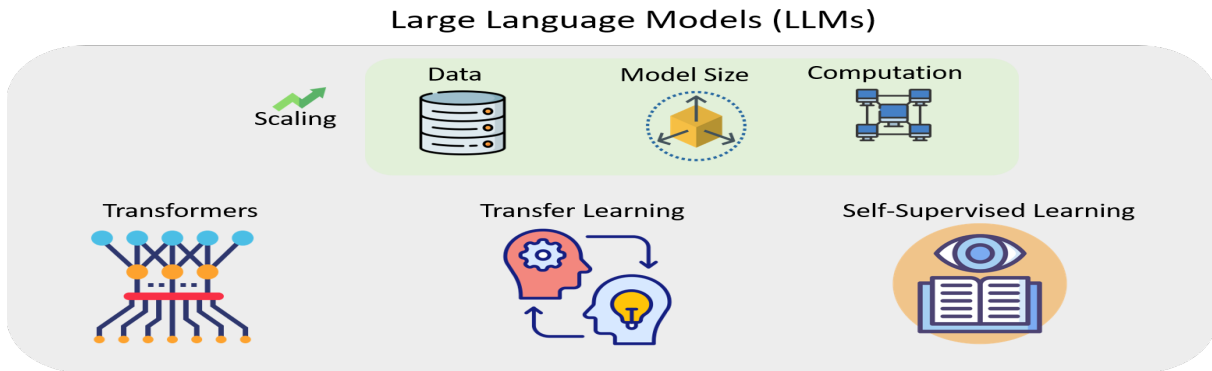 Large Language Models (LLMs)
Data
Model Size
Computation
Scaling
Transformers
Transfer Learning
Self-Supervised Learning